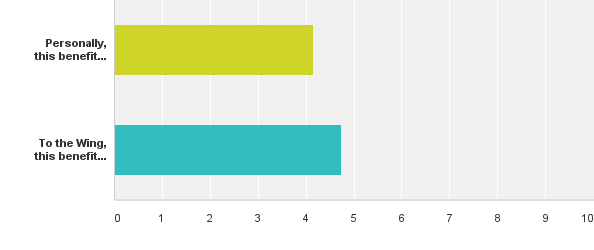 Personally,
this benefit...
To the Wing,
this benefit...
0 1 2 3 4 5 6 7 8 9 10